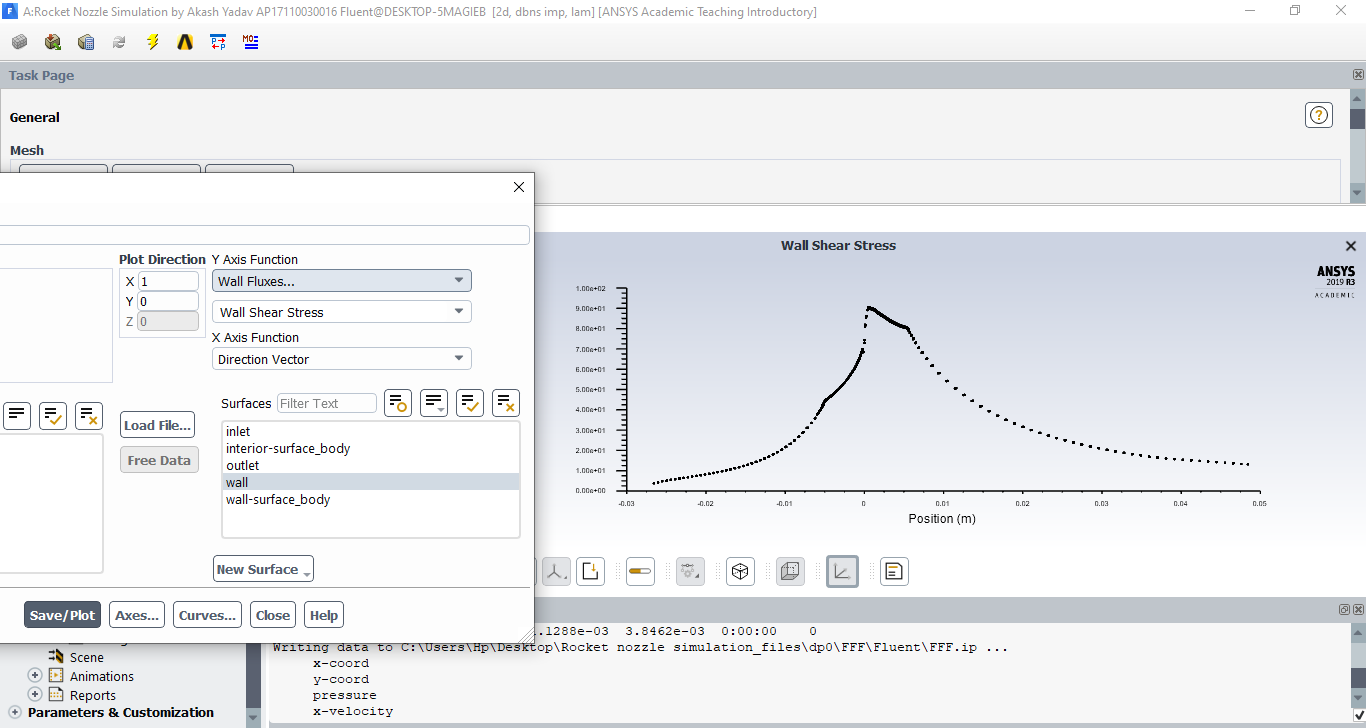 A:Rocket Nozzle Simulation by Akash Yadav AP17110030016 Fluent@DESKTOP-5MAGIEB [2d, dbns imp, lam] [ANSYS Academic Teaching Introductory]
Task Page
General
Mesh
Plot Direction
X 1
Y 0
Z 0
Y Axis Function
Wall Fluxes...
Wall Shear Stress
X Axis Function
Direction Vector
Load File...
Free Data
Surfaces Filter Text
inlet
interior-surface_body
outlet
wall
wall-surface_body
New Surface
Save/Plot Axes... Curves... Close Help
Wall Shear Stress
ANSYS
2019 R3
ACADEMIC
1.00e+02
9.00e+01
8.00e+01
7.00e+01
6.00e+01
5.00e+01
4.00e+01
3.00e+01
2.00e+01
1.00e+01
0.00e+00
-0.03 -0.02 -0.01 0 0.01 0.02 0.03 0.04 0.05
Position (m)
Scene
Animations
Reports
Parameters & Customization
.1288e-03 3.8462e-03 0:00:00 0
Writing data to C:\Users\Hp\Desktop\Rocket nozzle simulation_files\dp0\FFF\Fluent\FFF.ip ...
x-coord
y-coord
pressure
x-velocity